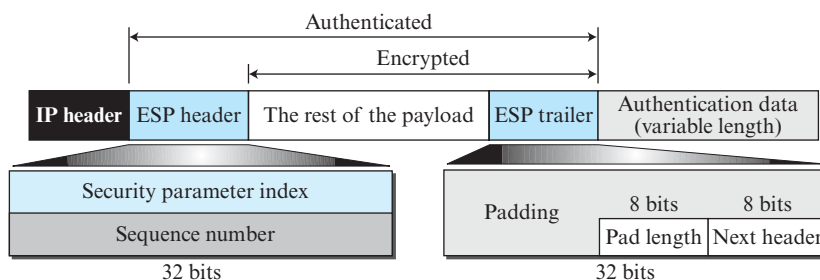 Authenticated
Encrypted
IP header ESP header The rest of the payload ESP trailer Authentication data
(variable length)
Security parameter index
Sequence number
32 bits
Padding
8 bits 8 bits
Pad length Next header
32 bits